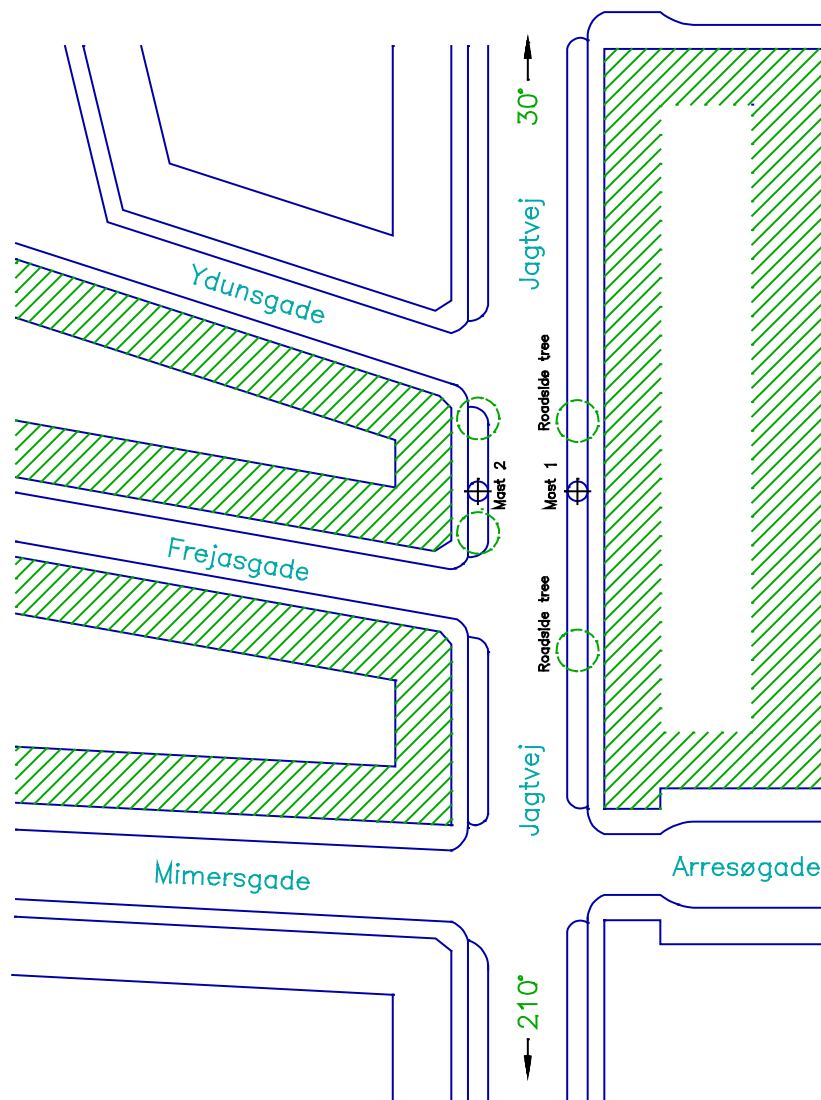 30°
Jagtvej
Ydunsgade
Roadside tree
Mast 2
Mast 1
Frejasgade
Roadside tree
Jagtvej
Mimersgade
Arresøgade
210°